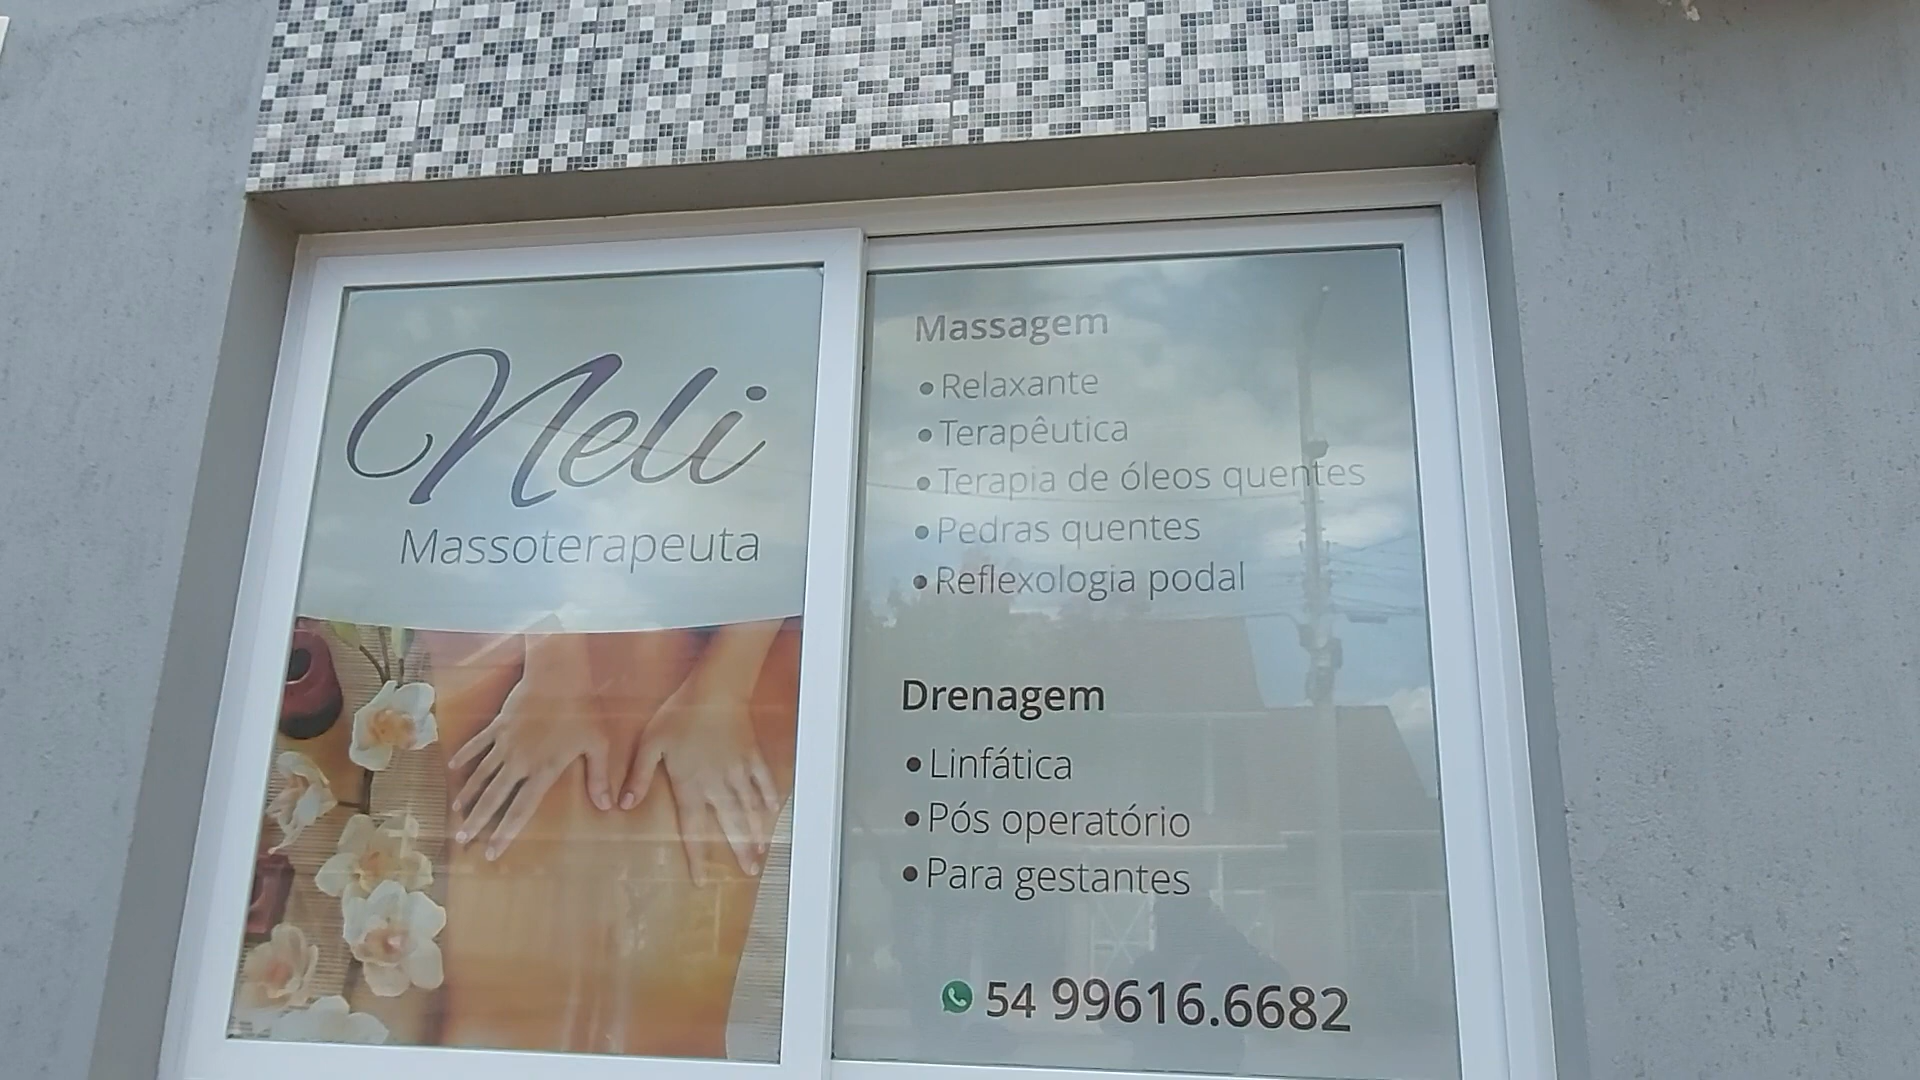 Neli
Massoterapeuta
Massagem
• Relaxante
• Terapêutica
• Terapia de óleos quentes
• Pedras quentes
• Reflexologia podal
Drenagem
• Linfática
• Pós operatório
• Para gestantes
54 99616.6682